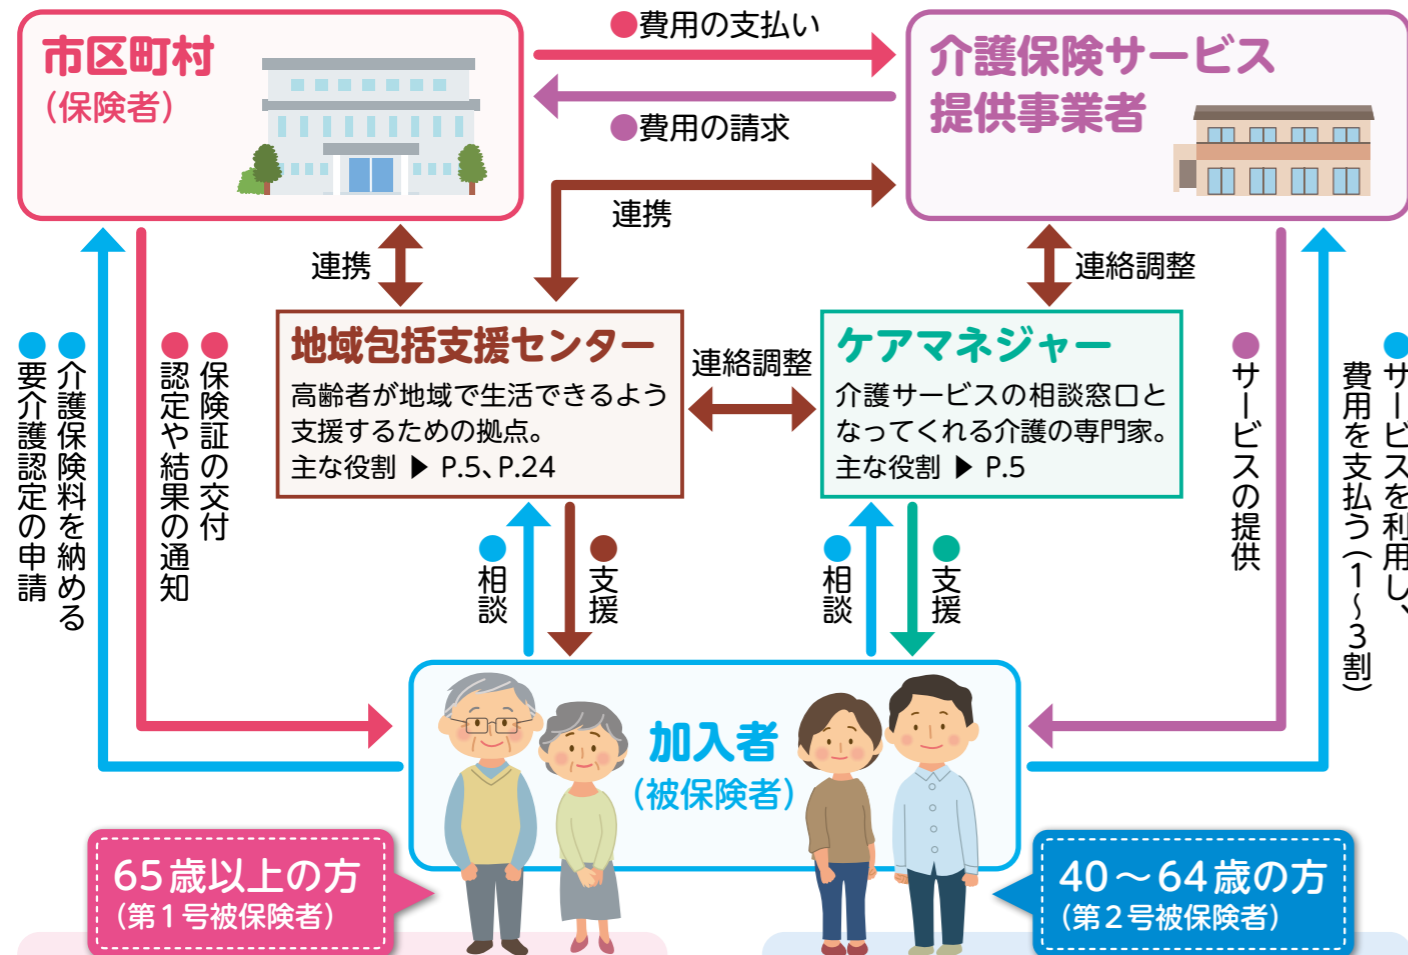 市区町村
（保険者）
●費用の支払い
●費用の請求
介護保険サービス
提供事業者
連携
連携
連絡調整
地域包括支援センター
高齢者が地域で生活できるよう
支援するための拠点。
主な役割 ▶ P.5、P.24
連絡調整
ケアマネジャー
介護サービスの相談窓口と
なってくれる介護の専門家。
主な役割 ▶ P.5
●介護保険料を納める
●要介護認定の申請
●保険証の交付
●認定や結果の通知
●相談
●支援
●相談
●支援
●サービスの提供
●サービスを利用し、
費用を支払う（1～3割）
加入者
（被保険者）
65歳以上の方
（第1号被保険者）
40～64歳の方
（第2号被保険者）